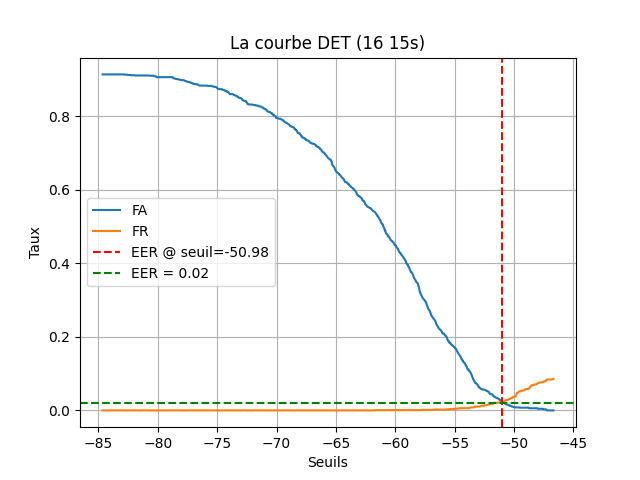 La courbe DET (16 15s)
Taux
0.8
0.6
0.4
0.2
0.0
FA
FR
EER @ seuil=-50.98
EER = 0.02
−85 −80 −75 −70 −65 −60 −55 −50 −45
Seuils